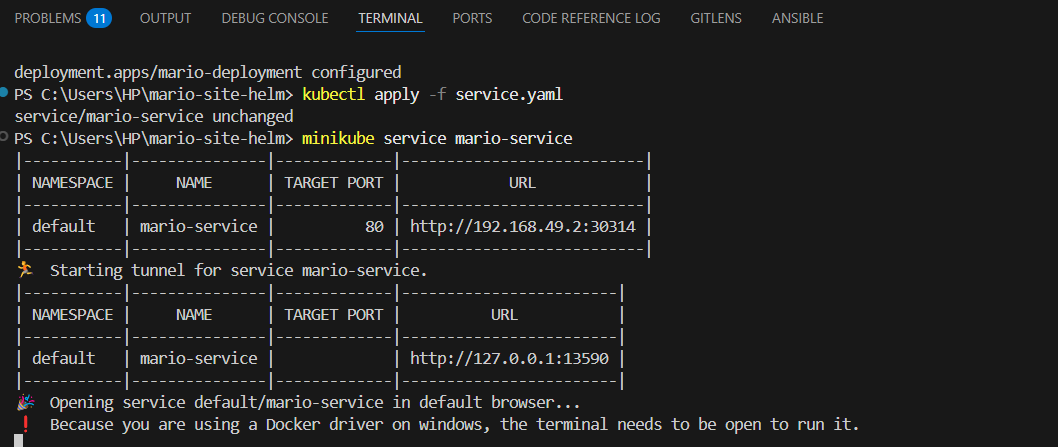 PROBLEMS 11 OUTPUT DEBUG CONSOLE TERMINAL PORTS CODE REFERENCE LOG GITLENS ANSIBLE
deployment.apps/mario-deployment configured
PS C:\Users\HP\mario-site-helm> kubectl apply -f service.yaml
service/mario-service unchanged
PS C:\Users\HP\mario-site-helm> minikube service mario-service
|-----------|---------------|-------------|---------------------------|
| NAMESPACE |     NAME      | TARGET PORT |            URL            |
|-----------|---------------|-------------|---------------------------|
| default   | mario-service |          80 | http://192.168.49.2:30314 |
|-----------|---------------|-------------|---------------------------|
🏃  Starting tunnel for service mario-service.
|-----------|---------------|-------------|------------------------|
| NAMESPACE |     NAME      | TARGET PORT |          URL           |
|-----------|---------------|-------------|------------------------|
| default   | mario-service |             | http://127.0.0.1:13590 |
|-----------|---------------|-------------|------------------------|
🎉  Opening service default/mario-service in default browser...
❗  Because you are using a Docker driver on windows, the terminal needs to be open to run it.